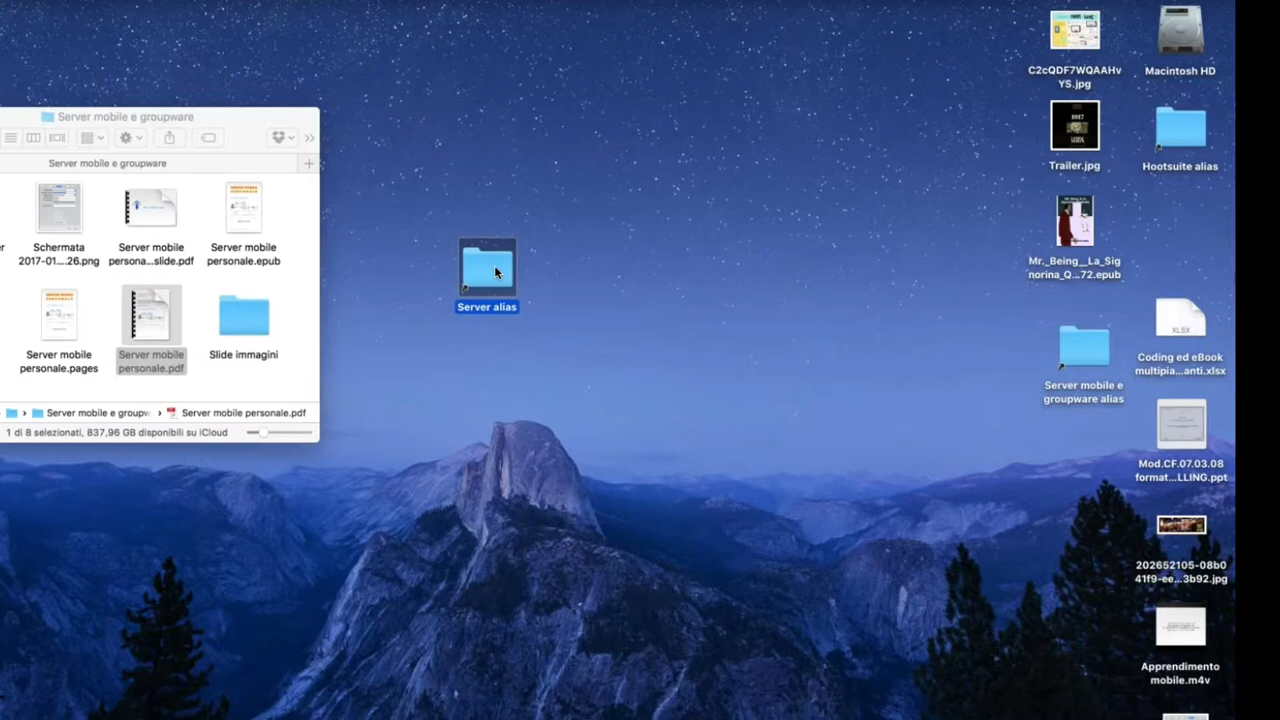 Server mobile e groupware
Server mobile e groupware
er
Schermata
2017-01....26.png
Server mobile
persona...slide.pdf
Server mobile
personale.epub
Server mobile
personale.pages
Server mobile
personale.pdf
Slide immagini
Server mobile e groupw
Server mobile personale.pdf
1 di 8 selezionati, 837,96 GB disponibili su iCloud
Server alias
C2cQDF7WQAAHv
YS.jpg
Macintosh HD
1917
Trailer.jpg
Hootsuite alias
Mr._Being__La_Sig
norina_Q...72.epub
Server mobile e
groupware alias
XLSX
Coding ed eBook
multipia...anti.xlsx
Mod.CF.07.03.08
format...LLING.ppt
202652105-08b0
41f9-ee...3b92.jpg
Apprendimento
mobile.m4v